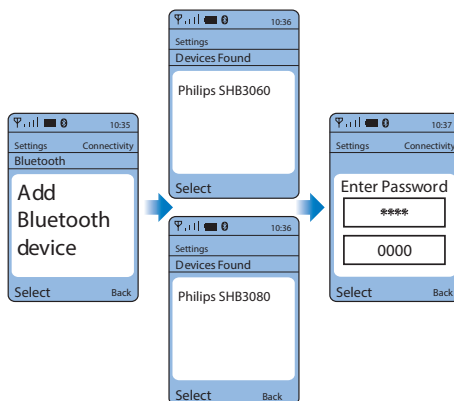 10:35
Settings Connectivity
Bluetooth
Add
Bluetooth
device
Select Back
10:36
Settings
Devices Found
Philips SHB3060
Select
10:36
Settings
Devices Found
Philips SHB3080
Select Back
10:37
Settings Connectivity
Enter Password
****
0000
Select Back